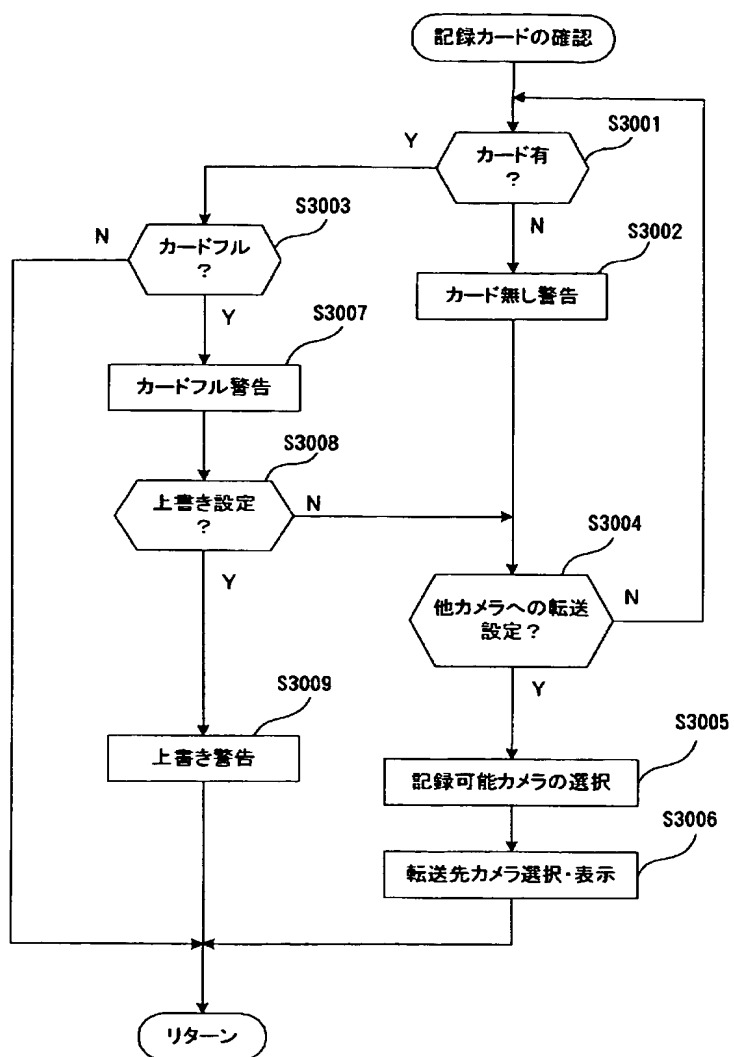 記録カードの確認
S3001
Y
カード有
?
S3003
N
S3002
N
カードフル
?
カード無し警告
Y
S3007
カードフル警告
S3008
上書き設定
?
N
S3004
Y
他カメラへの転送
設定?
N
Y
S3009
上書き警告
S3005
記録可能カメラの選択
S3006
転送先カメラ選択・表示
リターン